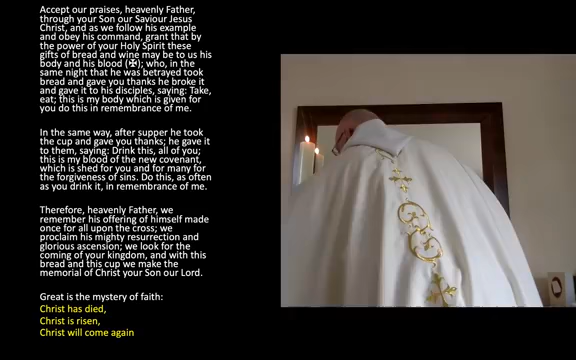 Accept our praises, heavenly Father,
through your Son our Saviour Jesus
Christ, and as we follow his example
and obey his command, grant that by
the power of your Holy Spirit these
gifts of bread and wine may be to us his
body and his blood (✠); who, in the
same night that he was betrayed took
bread and gave you thanks he broke it
and gave it to his disciples, saying: Take,
eat; this is my body which is given for
you do this in remembrance of me.
In the same way, after supper he took
the cup and gave you thanks; he gave it
to them, saying: Drink this, all of you;
this is my blood of the new covenant,
which is shed for you and for many for
the forgiveness of sins. Do this, as often
as you drink it, in remembrance of me.
Therefore, heavenly Father, we
remember his offering of himself made
once for all upon the cross; we
proclaim his mighty resurrection and
glorious ascension; we look for the
coming of your kingdom, and with this
bread and this cup we make the
memorial of Christ your Son our Lord.
Great is the mystery of faith:
Christ has died,
Christ is risen,
Christ will come again